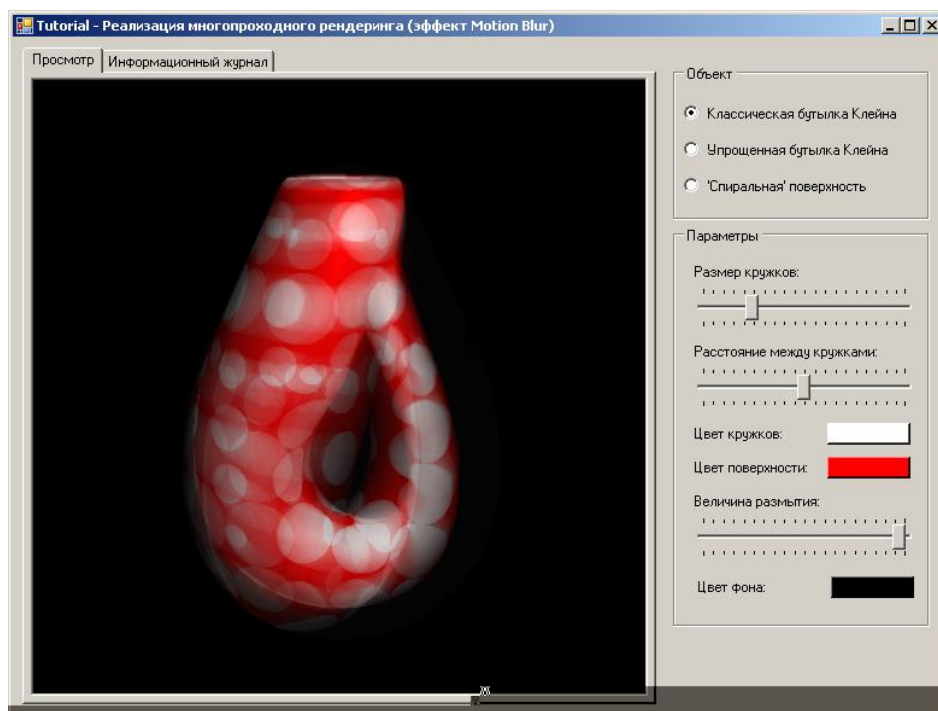 Tutorial - Реализация многопроходного рендеринга (эффект Motion Blur)
Просмотр
Информационный журнал
Объект
Классическая бутылка Клейна
Упрощенная бутылка Клейна
'Спиральная' поверхность
Параметры
Размер кружков:
Расстояние между кружками:
Цвет кружков:
Цвет поверхности:
Величина размытия:
Цвет фона: